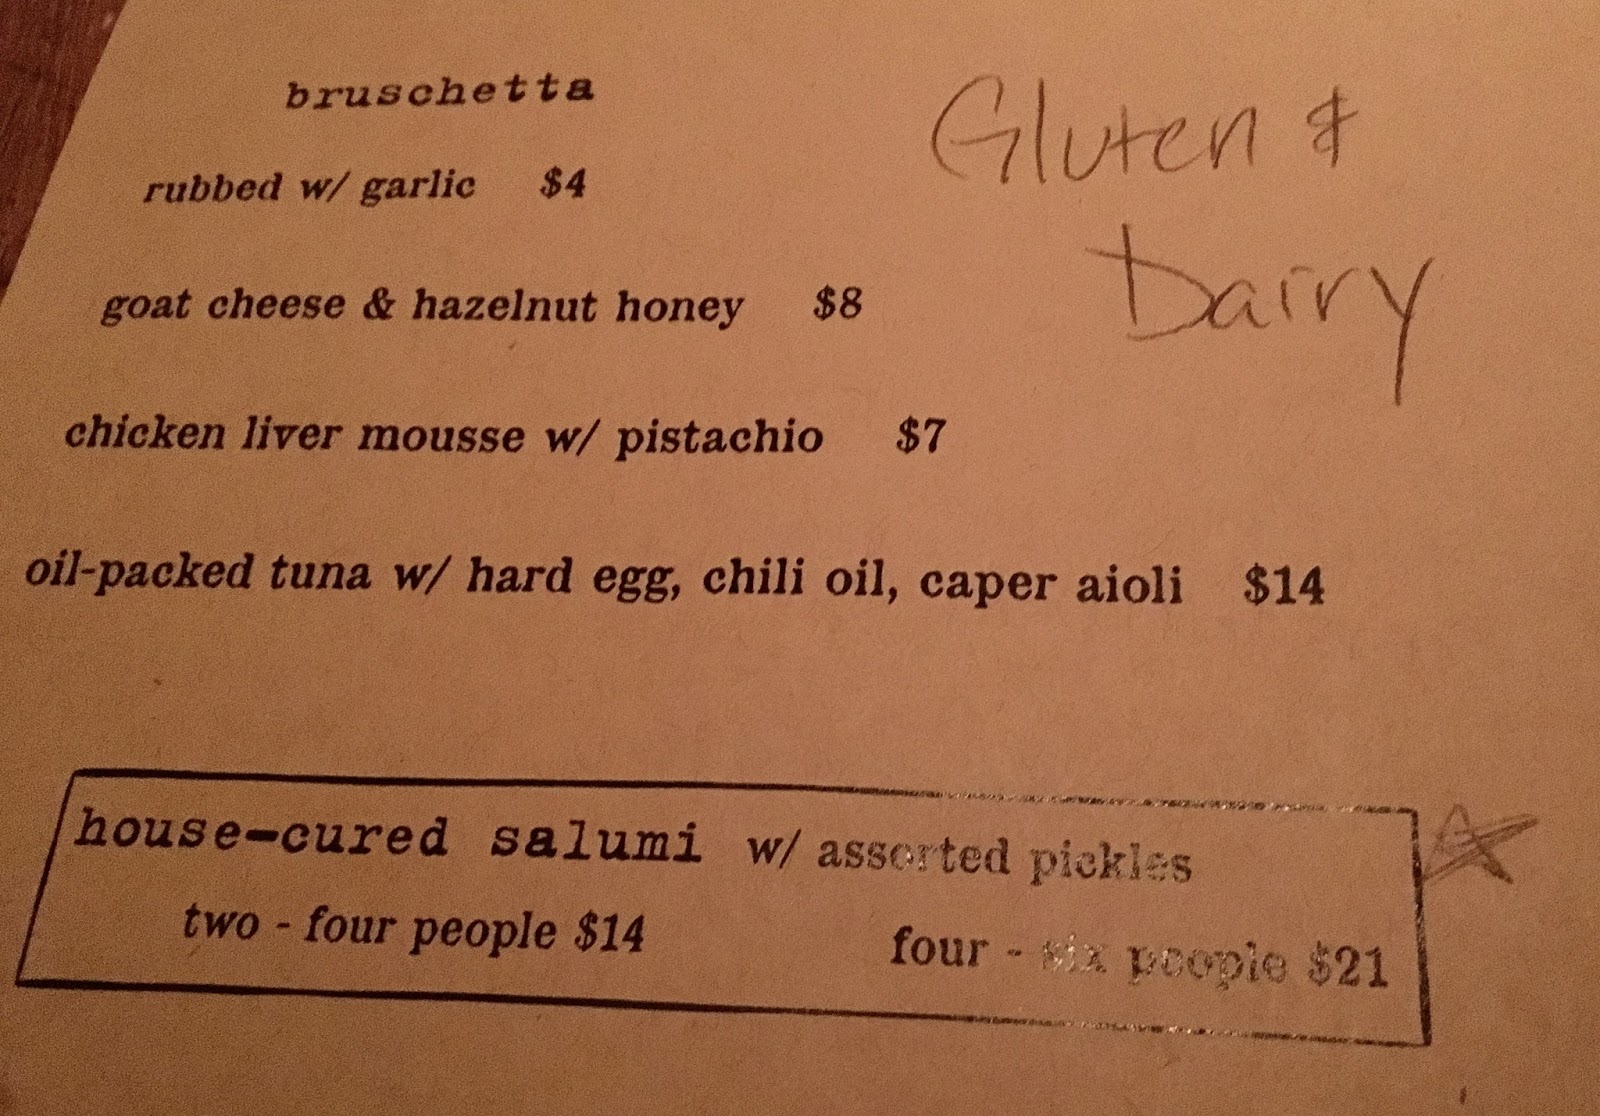 bruschetta
Gluten &
rubbed w/ garlic $4
Dairy
goat cheese & hazelnut honey $8
chicken liver mousse w/ pistachio $7
oil-packed tuna w/ hard egg, chili oil, caper aioli $14
house-cured salumi w/ assorted pickles
two - four people $14 four - six people $21